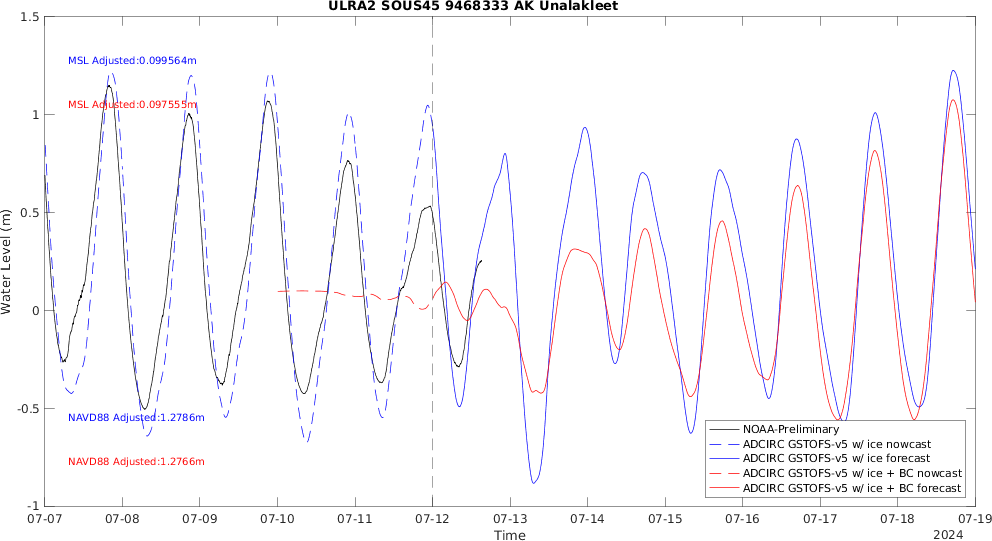 ULRA2 SOUS45 9468333 AK Unalakleet
1.5
1
0.5
0
-0.5
-1
Water Level (m)
MSL Adjusted:0.099564m
MSL Adjusted:0.097555m
NAVD88 Adjusted:1.2786m
NAVD88 Adjusted:1.2766m
NOAA-Preliminary
ADCIRC GSTOFS-v5 w/ ice nowcast
ADCIRC GSTOFS-v5 w/ ice forecast
ADCIRC GSTOFS-v5 w/ ice + BC nowcast
ADCIRC GSTOFS-v5 w/ ice + BC forecast
07-07 07-08 07-09 07-10 07-11 07-12 07-13 07-14 07-15 07-16 07-17 07-18 07-19
Time
2024